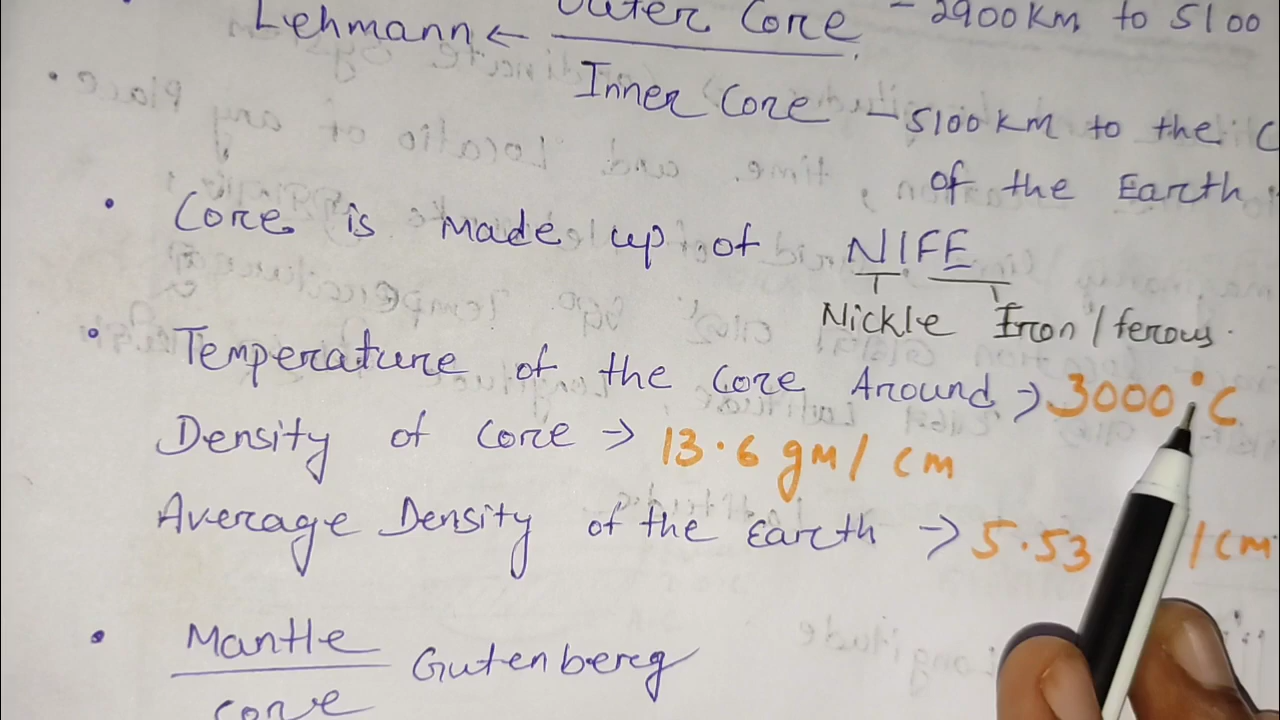 Outer Core - 2900 Km to 5100
Lehmann ←
Inner Core - 5100 Km to the C
of the Earth
• Core is made up of NIFE
Nickle Iron / ferous.
• Temperature of the core Around → 3000°C
Density of core → 13.6 gm / cm
Average Density of the earth → 5.53 / cm
• Mantle Gutenberg
core